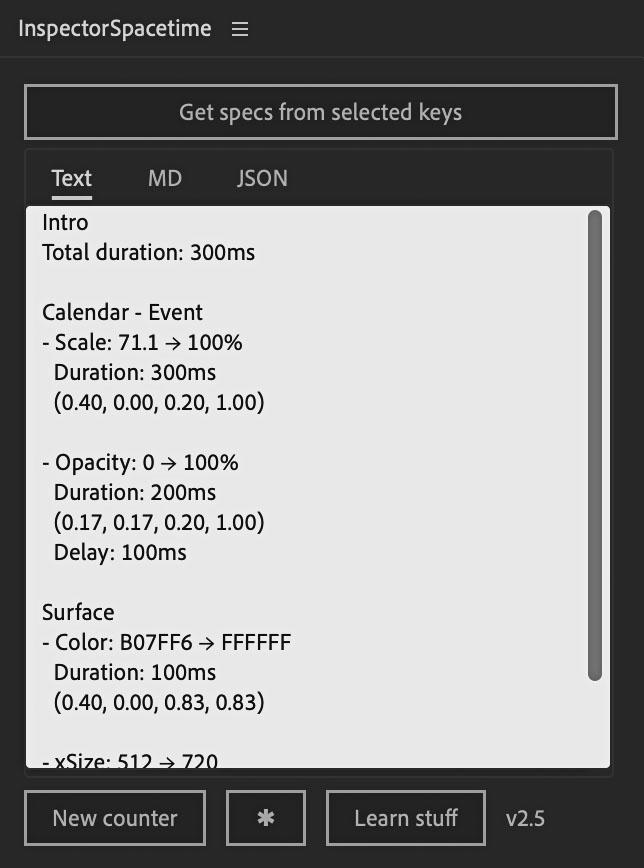 InspectorSpacetime ☰
Get specs from selected keys
Text MD JSON
Intro
Total duration: 300ms
Calendar - Event
- Scale: 71.1 → 100%
Duration: 300ms
(0.40, 0.00, 0.20, 1.00)
- Opacity: 0 → 100%
Duration: 200ms
(0.17, 0.17, 0.20, 1.00)
Delay: 100ms
Surface
- Color: B07FF6 → FFFFFF
Duration: 100ms
(0.40, 0.00, 0.83, 0.83)
- xSize: 512 → 720
New counter ✱ Learn stuff v2.5